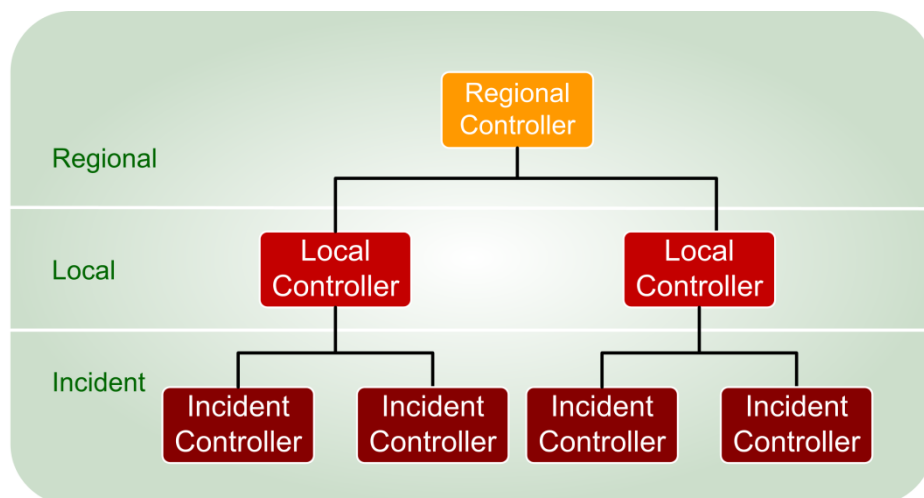 Regional
Controller
Regional
Local
Local
Controller
Local
Controller
Incident
Incident
Controller
Incident
Controller
Incident
Controller
Incident
Controller